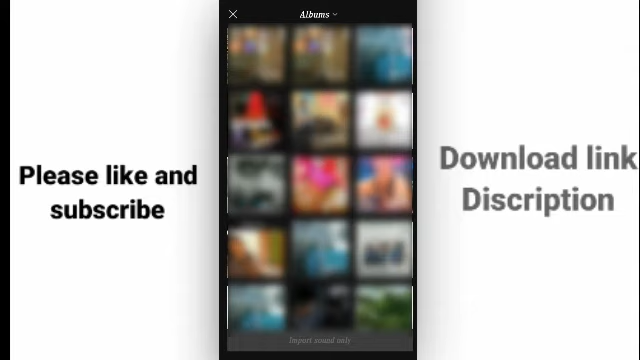 Albums
Please like and
subscribe
Download link
Discription
Import sound only